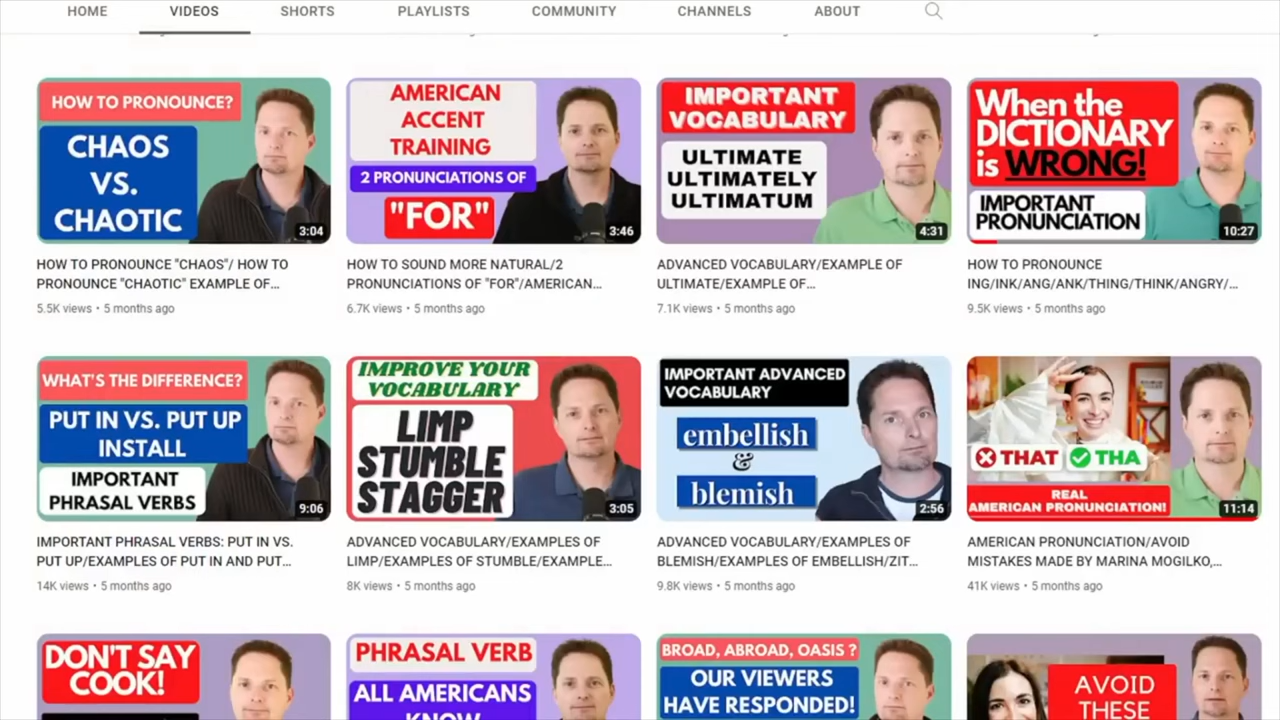 HOME
VIDEOS
SHORTS
PLAYLISTS
COMMUNITY
CHANNELS
ABOUT
HOW TO PRONOUNCE?
CHAOS
VS.
CHAOTIC
3:04
HOW TO PRONOUNCE "CHAOS"/ HOW TO
PRONOUNCE "CHAOTIC" EXAMPLE OF...
5.5K views • 5 months ago
AMERICAN
ACCENT
TRAINING
2 PRONUNCIATIONS OF
"FOR"
3:46
HOW TO SOUND MORE NATURAL/2
PRONUNCIATIONS OF "FOR"/AMERICAN...
6.7K views • 5 months ago
IMPORTANT
VOCABULARY
ULTIMATE
ULTIMATELY
ULTIMATUM
4:31
ADVANCED VOCABULARY/EXAMPLE OF
ULTIMATE/EXAMPLE OF...
7.1K views • 5 months ago
When the
DICTIONARY
is WRONG!
IMPORTANT
PRONUNCIATION
10:27
HOW TO PRONOUNCE
ING/INK/ANG/ANK/THING/THINK/ANGRY/...
9.5K views • 5 months ago
WHAT'S THE DIFFERENCE?
PUT IN VS. PUT UP
INSTALL
IMPORTANT
PHRASAL VERBS
9:06
IMPORTANT PHRASAL VERBS: PUT IN VS.
PUT UP/EXAMPLES OF PUT IN AND PUT...
14K views • 5 months ago
IMPROVE YOUR
VOCABULARY
LIMP
STUMBLE
STAGGER
3:05
ADVANCED VOCABULARY/EXAMPLES OF
LIMP/EXAMPLES OF STUMBLE/EXAMPLE...
8K views • 5 months ago
IMPORTANT ADVANCED
VOCABULARY
embellish
&
blemish
2:56
ADVANCED VOCABULARY/EXAMPLES OF
BLEMISH/EXAMPLES OF EMBELLISH/ZIT...
9.8K views • 5 months ago
THAT THA
REAL
AMERICAN PRONUNCIATION!
11:14
AMERICAN PRONUNCIATION/AVOID
MISTAKES MADE BY MARINA MOGILKO,...
41K views • 5 months ago
DON'T SAY
COOK!
PHRASAL VERB
ALL AMERICANS
KNOW
BROAD, ABROAD, OASIS ?
OUR VIEWERS
HAVE RESPONDED!
AVOID
THESE